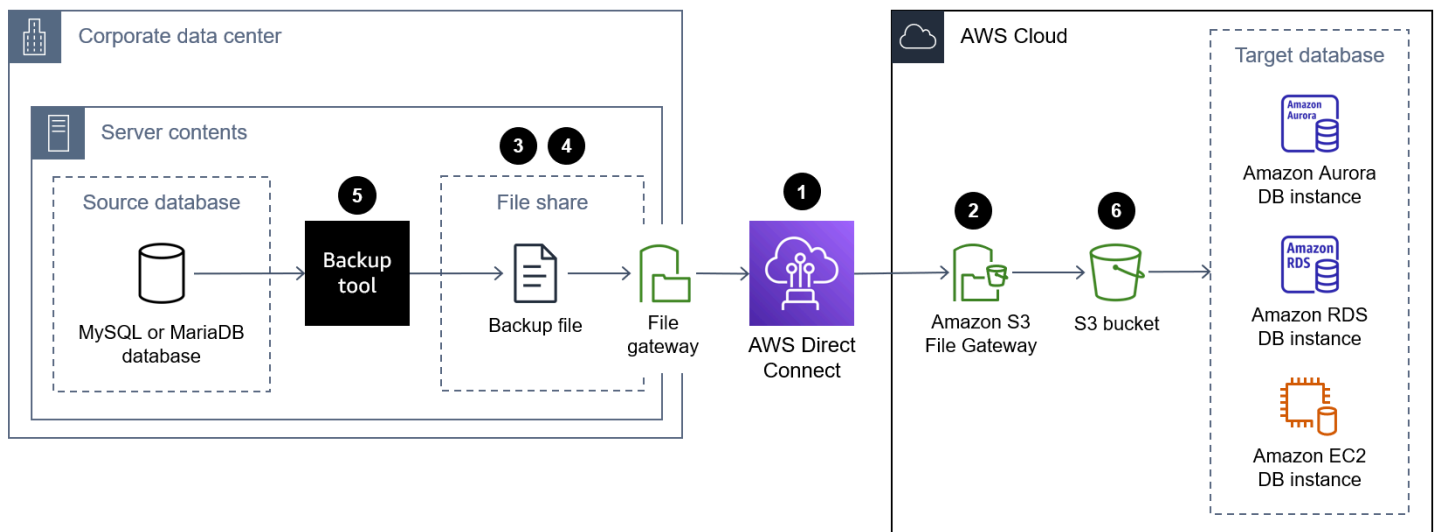 Corporate data center
AWS Cloud
Target database
Server contents
3
4
Source database
5
File share
1
2
6
Amazon
Aurora
Amazon Aurora
DB instance
Backup
tool
Amazon
RDS
MySQL or MariaDB
database
Backup file
File
gateway
AWS Direct
Connect
Amazon S3
File Gateway
S3 bucket
Amazon RDS
DB instance
Amazon EC2
DB instance